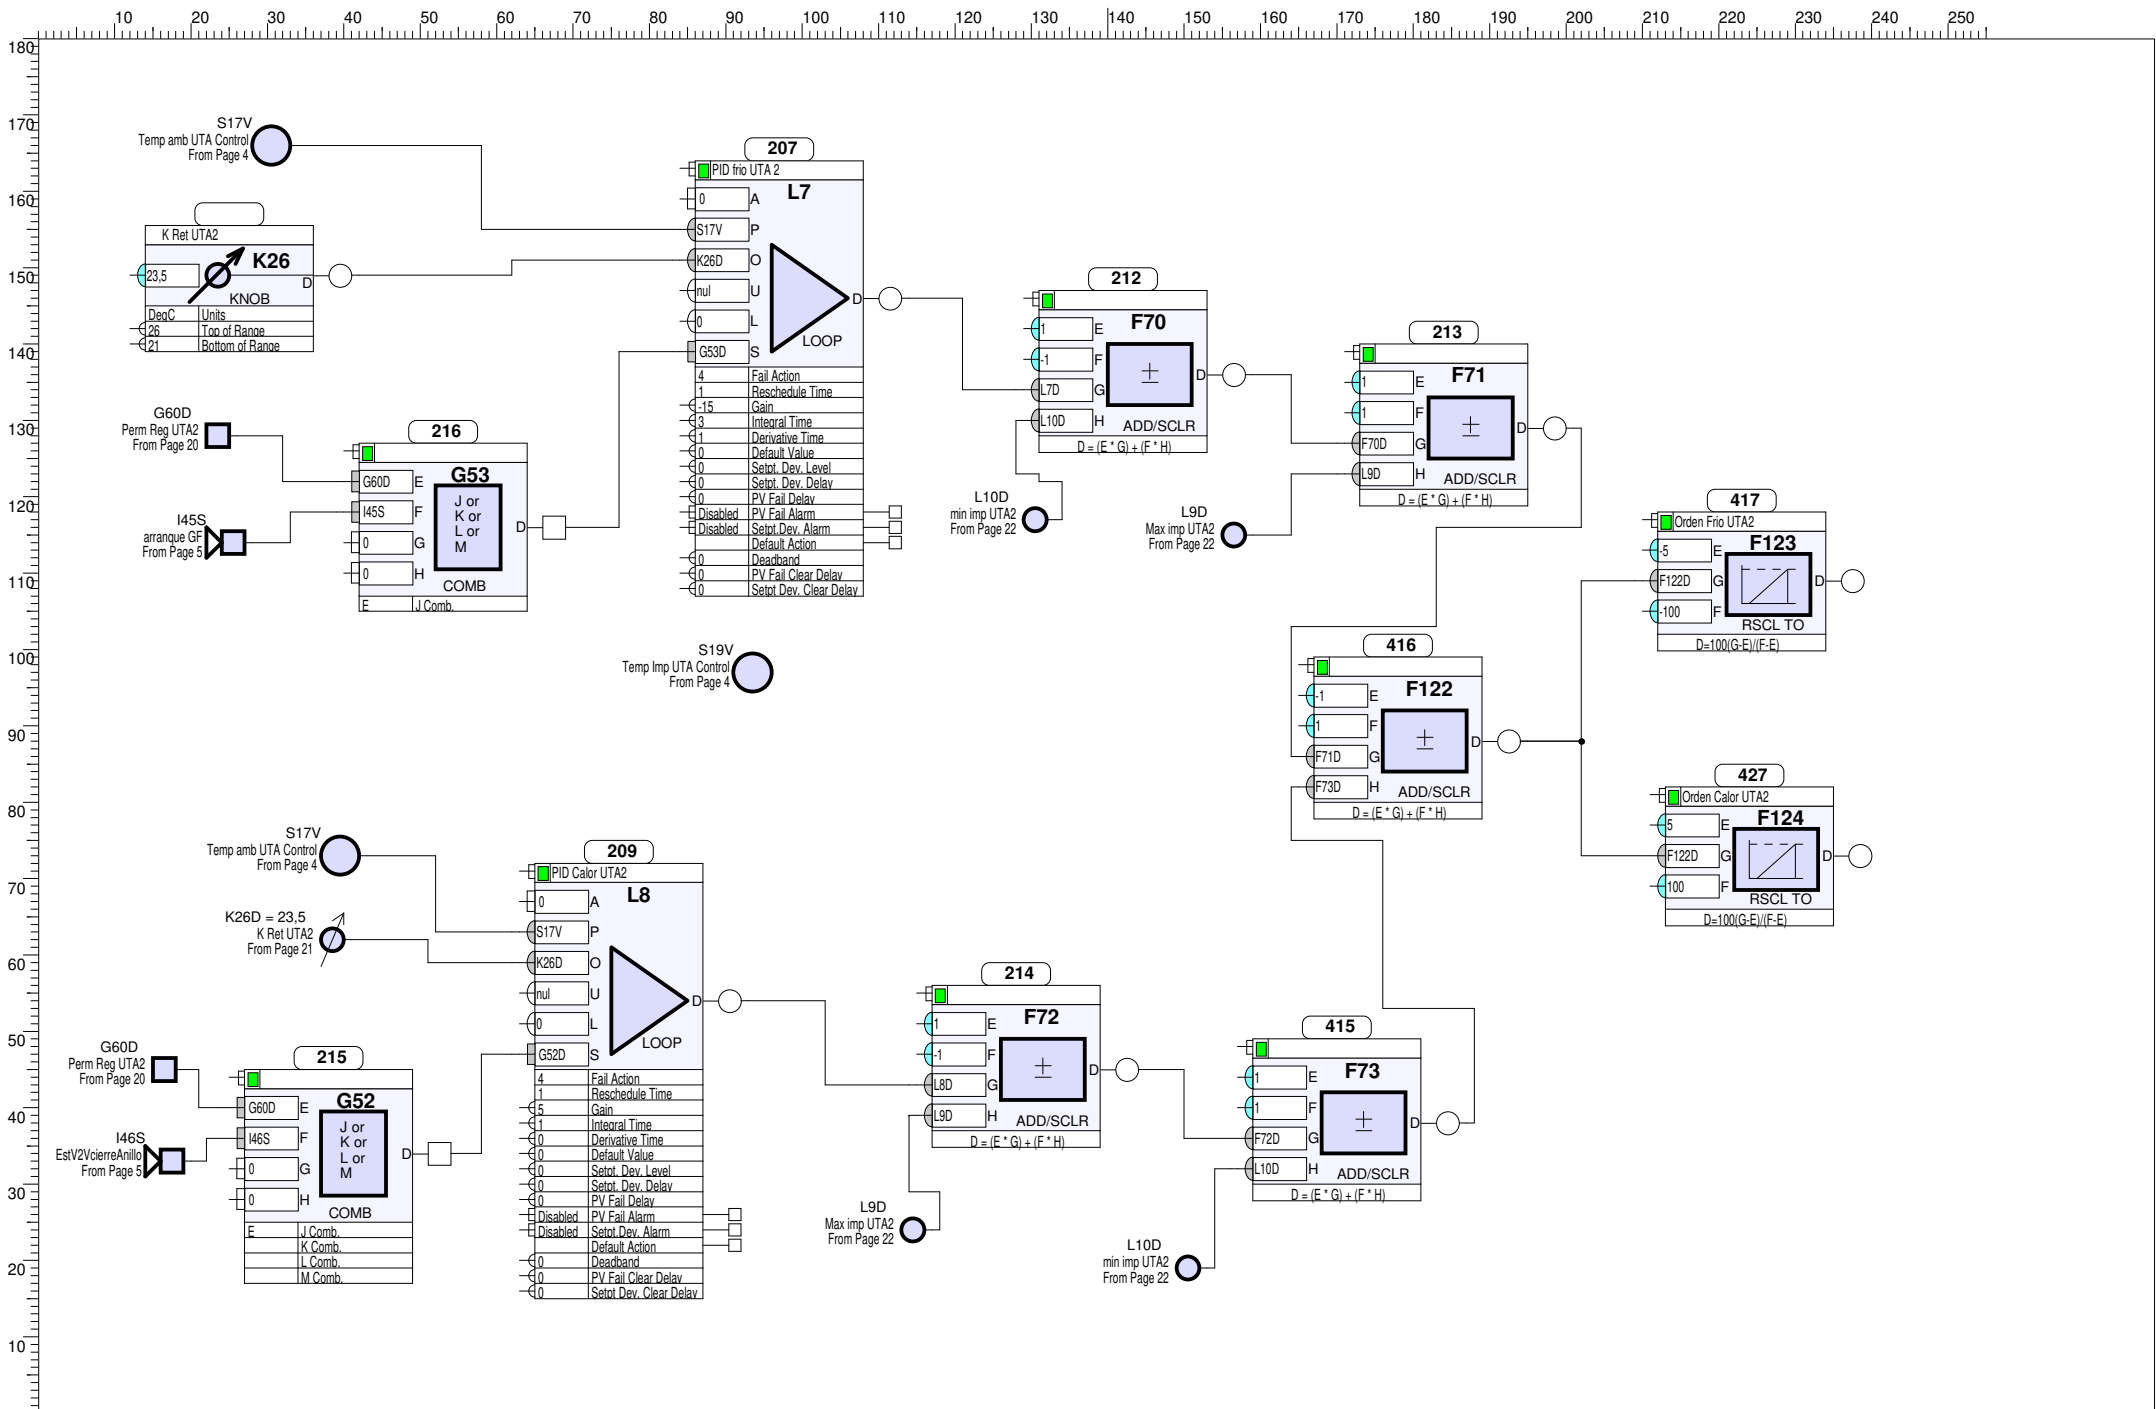 10 20 30 40 50 60 70 80 90 100 110 120 130 140 150 160 170 180 190 200 210 220 230 240 250
180
170
160
150
140
130
120
110
100
90
80
70
60
50
40
30
20
10
S17V
Temp amb UTA Control
From Page 4
K Ret UTA2
23,5
K26
D
KNOB
DegC Units
26 Top of Range
21 Bottom of Range
G60D
Perm Reg UTA2
From Page 20
I45S
arranque GF
From Page 5
216
G53
G60D E
I45S F
0 G
0 H
J or
K or
L or
M
D
COMB
E J Comb.
207
PID frio UTA 2
L7
0 A
S17V P
K26D O
nul U
0 L
G53D S
D
LOOP
4 Fail Action
1 Reschedule Time
-15 Gain
3 Integral Time
1 Derivative Time
0 Default Value
0 Setpt. Dev. Level
0 Setpt. Dev. Delay
0 PV Fail Delay
Disabled PV Fail Alarm
Disabled Setpt.Dev. Alarm
Default Action
0 Deadband
0 PV Fail Clear Delay
0 Setpt Dev. Clear Delay
212
F70
1 E
-1 F
L7D G
L10D H
±
D
ADD/SCLR
D = (E * G) + (F * H)
L10D
min imp UTA2
From Page 22
213
F71
1 E
1 F
F70D G
L9D H
±
D
ADD/SCLR
D = (E * G) + (F * H)
L9D
Max imp UTA2
From Page 22
417
Orden Frio UTA2
F123
-5 E
F122D G
-100 F
D
RSCL TO
D=100(G-E)/(F-E)
S19V
Temp Imp UTA Control
From Page 4
416
F122
-1 E
1 F
F71D G
F73D H
±
D
ADD/SCLR
D = (E * G) + (F * H)
427
Orden Calor UTA2
F124
5 E
F122D G
100 F
D
RSCL TO
D=100(G-E)/(F-E)
S17V
Temp amb UTA Control
From Page 4
K26D = 23,5
K Ret UTA2
From Page 21
G60D
Perm Reg UTA2
From Page 20
I46S
EstV2VcierreAnillo
From Page 5
215
G52
G60D E
I46S F
0 G
0 H
J or
K or
L or
M
D
COMB
E J Comb.
K Comb.
L Comb.
M Comb.
209
PID Calor UTA2
L8
0 A
S17V P
K26D O
nul U
0 L
G52D S
D
LOOP
4 Fail Action
1 Reschedule Time
5 Gain
1 Integral Time
0 Derivative Time
0 Default Value
0 Setpt. Dev. Level
0 Setpt. Dev. Delay
0 PV Fail Delay
Disabled PV Fail Alarm
Disabled Setpt.Dev. Alarm
Default Action
0 Deadband
0 PV Fail Clear Delay
0 Setpt Dev. Clear Delay
214
F72
1 E
-1 F
L8D G
L9D H
±
D
ADD/SCLR
D = (E * G) + (F * H)
L9D
Max imp UTA2
From Page 22
415
F73
1 E
1 F
F72D G
L10D H
±
D
ADD/SCLR
D = (E * G) + (F * H)
L10D
min imp UTA2
From Page 22